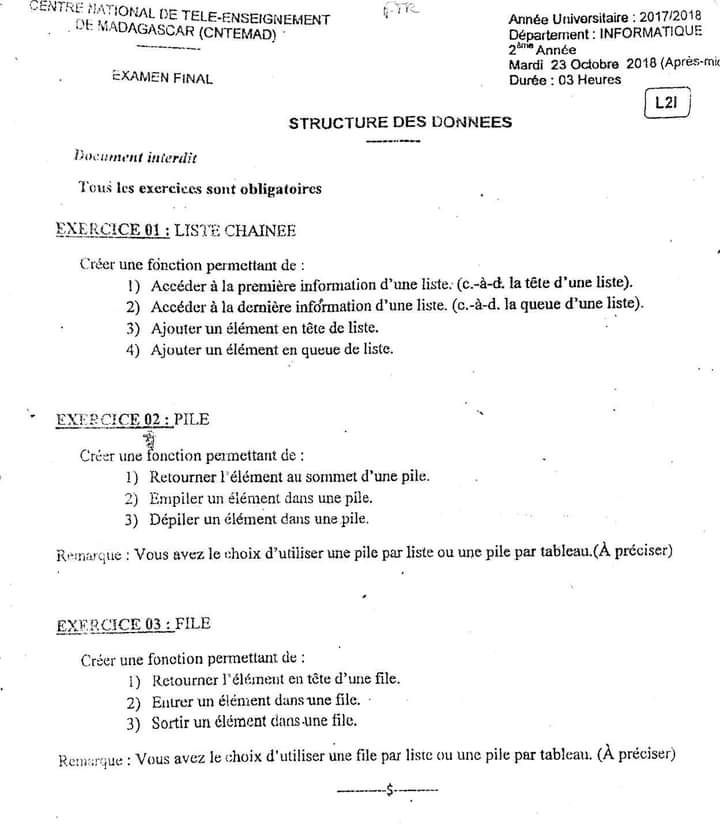 CENTRE NATIONAL DE TELE-ENSEIGNEMENT
DE MADAGASCAR (CNTEMAD)
EXAMEN FINAL
Année Universitaire : 2017/2018
Département : INFORMATIQUE
2ème Année
Mardi 23 Octobre 2018 (Après-mi
Durée : 03 Heures
L2I
STRUCTURE DES DONNEES
Document interdit
Tous les exercices sont obligatoires
EXERCICE 01 : LISTE CHAINEE
Créer une fonction permettant de :
1) Accéder à la première information d'une liste. (c.-à-d. la tête d'une liste).
2) Accéder à la dernière information d'une liste. (c.-à-d. la queue d'une liste).
3) Ajouter un élément en tête de liste.
4) Ajouter un élément en queue de liste.
EXERCICE 02 : PILE
Créer une fonction permettant de :
1) Retourner l'élément au sommet d'une pile.
2) Empiler un élément dans une pile.
3) Dépiler un élément dans une pile.
Remarque : Vous avez le choix d'utiliser une pile par liste ou une pile par tableau.(À préciser)
EXERCICE 03 : FILE
Créer une fonction permettant de :
1) Retourner l'élément en tête d'une file.
2) Entrer un élément dans une file.
3) Sortir un élément dans une file.
Remarque : Vous avez le choix d'utiliser une file par liste ou une pile par tableau. (À préciser)
----------$---------